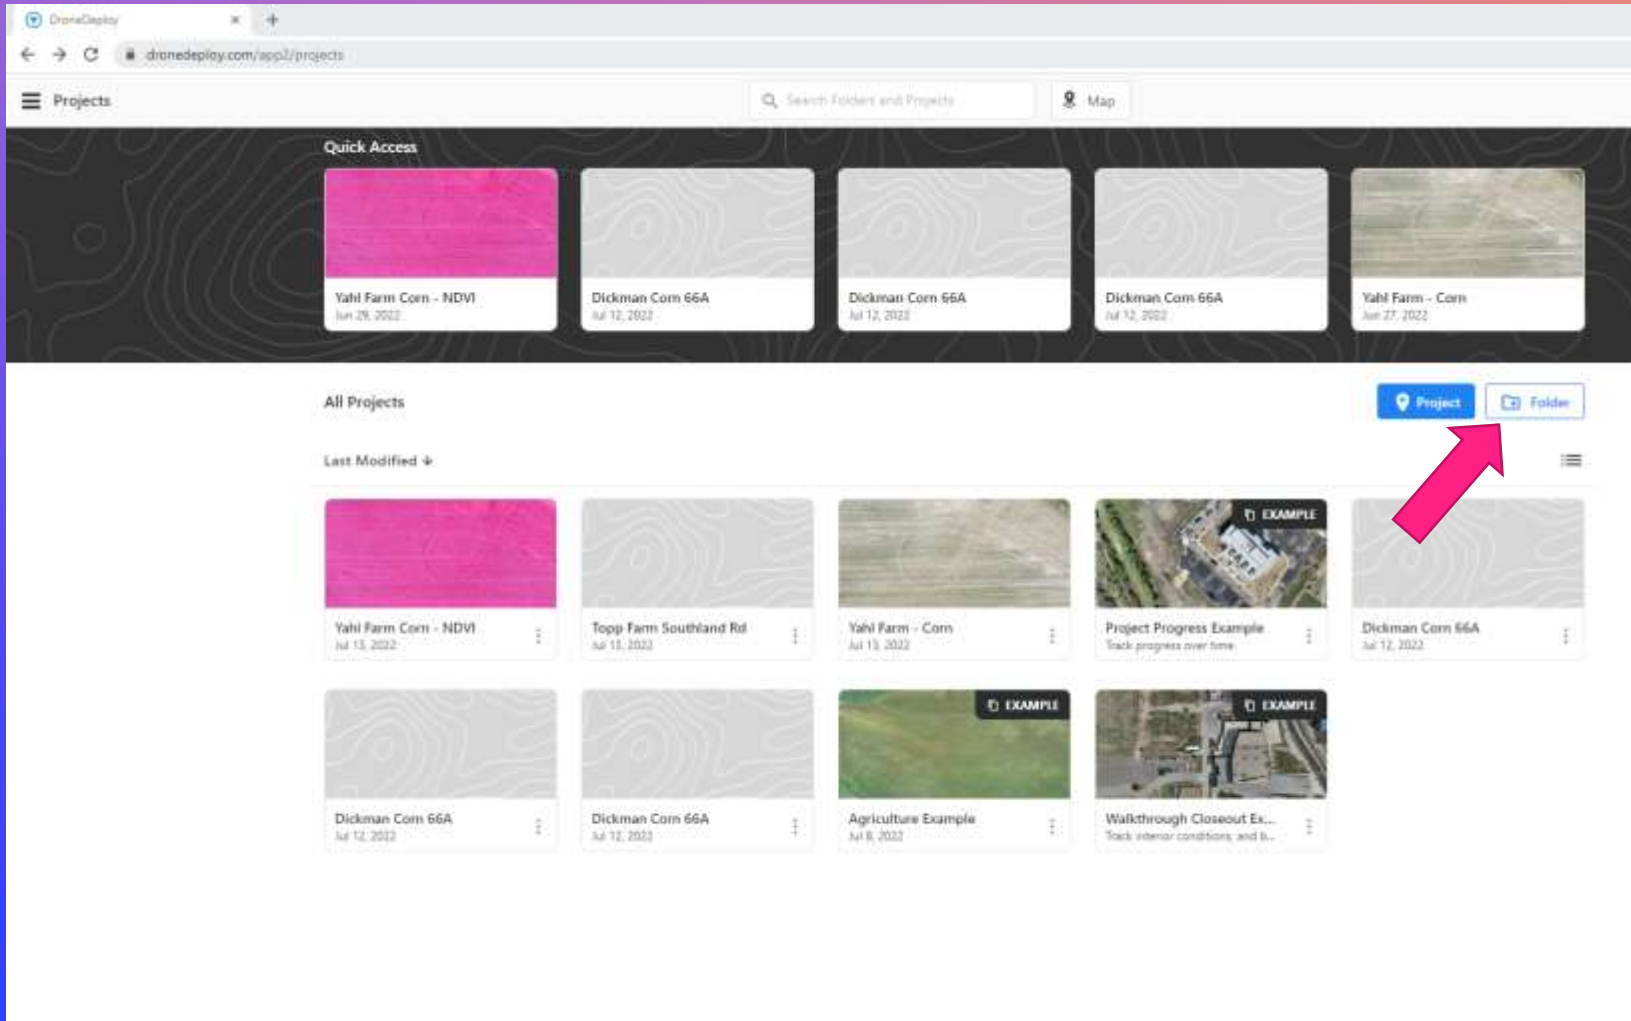 DroneDeploy
dronedeploy.com/app2/projects
Projects
Search Folders and Projects
Map
Quick Access
Yahl Farm Corn - NDVI
Jun 29, 2022
Dickman Corn 66A
Jul 12, 2022
Dickman Corn 66A
Jul 12, 2022
Dickman Corn 66A
Jul 12, 2022
Yahl Farm - Corn
Jun 27, 2022
All Projects
Project
Folder
Last Modified
EXAMPLE
Yahl Farm Corn - NDVI
Jul 13, 2022
Topp Farm Southland Rd
Jul 13, 2022
Yahl Farm - Corn
Jul 13, 2022
Project Progress Example
Track progress over time
Dickman Corn 66A
Jul 12, 2022
EXAMPLE
EXAMPLE
Dickman Corn 66A
Jul 12, 2022
Dickman Corn 66A
Jul 12, 2022
Agriculture Example
Jul 8, 2022
Walkthrough Closeout Ex...
Track interior conditions, and b...